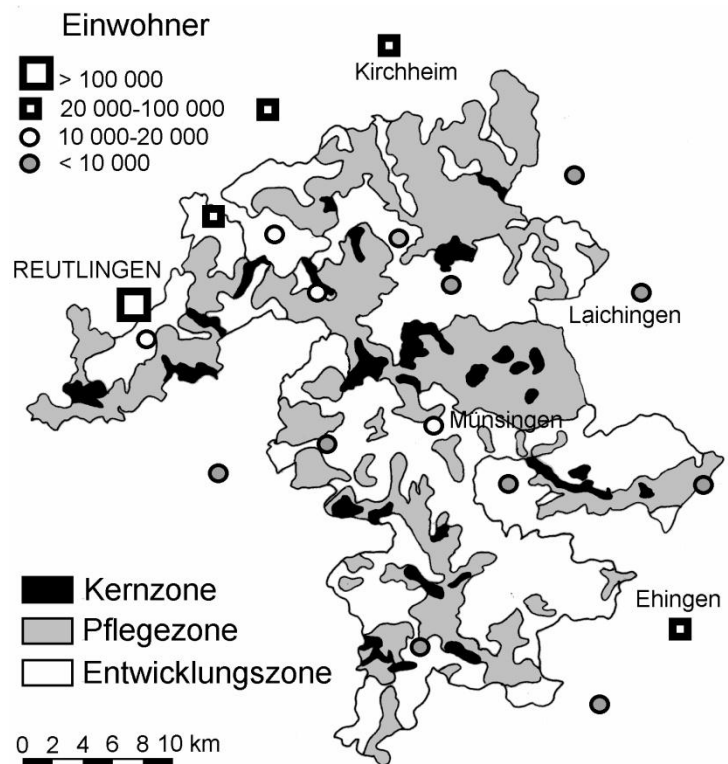 Einwohner
> 100 000
20 000-100 000
10 000-20 000
< 10 000
Kirchheim
REUTLINGEN
Laichingen
Münsingen
Kernzone
Pflegezone
Entwicklungszone
Ehingen
0 2 4 6 8 10 km